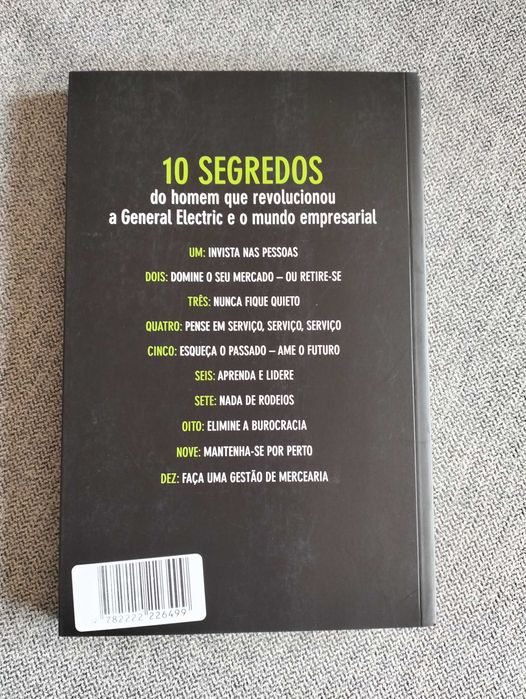 10 SEGREDOS
do homem que revolucionou
a General Electric e o mundo empresarial
UM: INVISTA NAS PESSOAS
DOIS: DOMINE O SEU MERCADO – OU RETIRE-SE
TRÊS: NUNCA FIQUE QUIETO
QUATRO: PENSE EM SERVIÇO, SERVIÇO, SERVIÇO
CINCO: ESQUEÇA O PASSADO – AME O FUTURO
SEIS: APRENDA E LIDERE
SETE: NADA DE RODEIOS
OITO: ELIMINE A BUROCRACIA
NOVE: MANTENHA-SE POR PERTO
DEZ: FAÇA UMA GESTÃO DE MERCEARIA
782222 226499